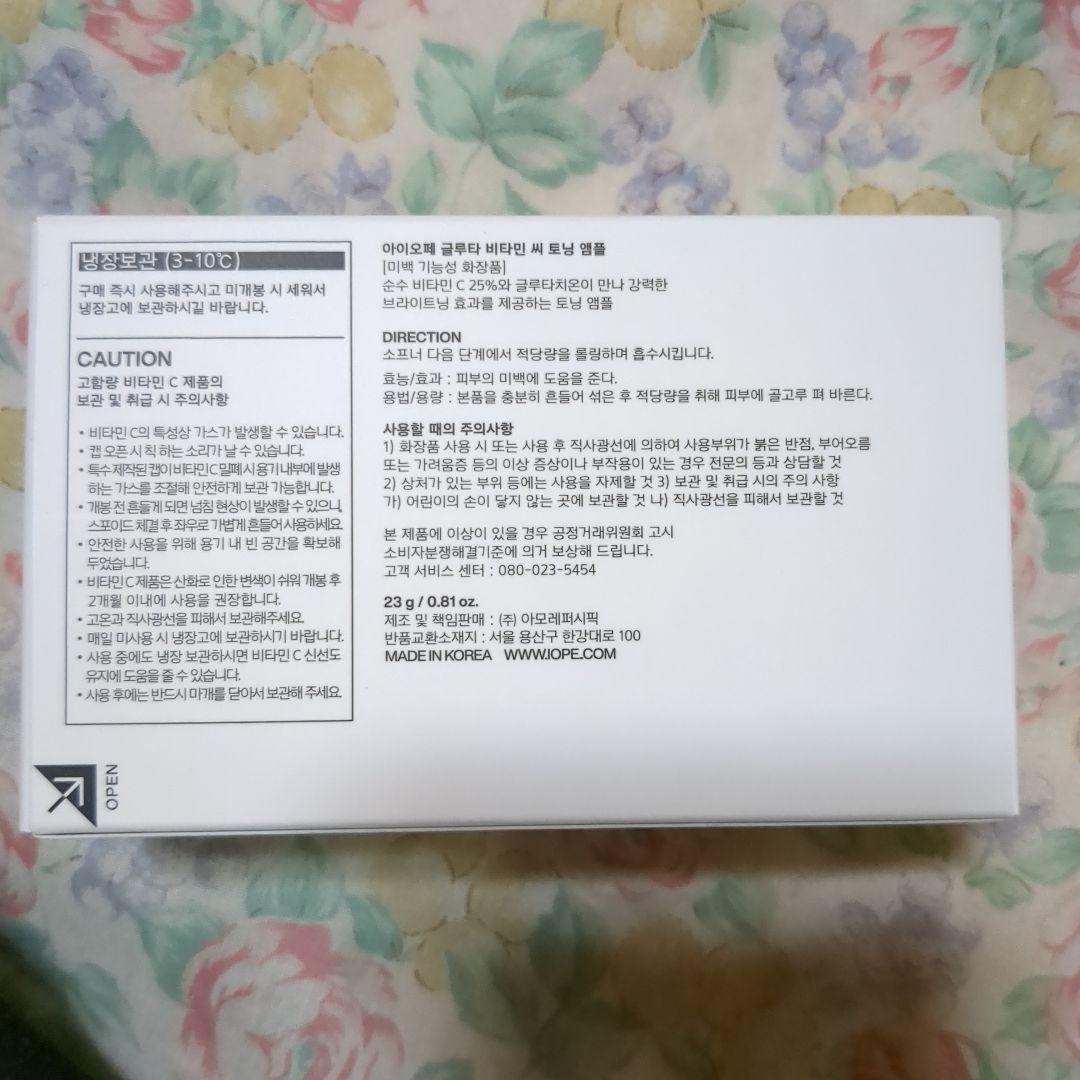 냉장보관 (3-10℃)
구매 즉시 사용해주시고 미개봉 시 세워서
냉장고에 보관하시길 바랍니다.
CAUTION
고함량 비타민 C 제품의
보관 및 취급 시 주의사항
• 비타민 C의 특성상 가스가 발생할 수 있습니다.
• 캡 오픈 시 칙 하는 소리가 날 수 있습니다.
• 특수 제작된 캡이 비타민 C 밀폐 시 용기 내부에 발생
하는 가스를 조절해 안전하게 보관 가능합니다.
• 개봉 전 흔들게 되면 넘침 현상이 발생할 수 있으니,
스포이드 체결 후 좌우로 가볍게 흔들어 사용하세요.
• 안전한 사용을 위해 용기 내 빈 공간을 확보해
두었습니다.
• 비타민 C 제품은 산화로 인한 변색이 쉬워 개봉 후
2개월 이내에 사용을 권장합니다.
• 고온과 직사광선을 피해서 보관해주세요.
• 매일 미사용 시 냉장고에 보관하시기 바랍니다.
• 사용 중에도 냉장 보관하시면 비타민 C 신선도
유지에 도움을 줄 수 있습니다.
• 사용 후에는 반드시 마개를 닫아서 보관해 주세요.
OPEN
아이오페 글루타 비타민 씨 토닝 앰플
[미백 기능성 화장품]
순수 비타민 C 25%와 글루타치온이 만나 강력한
브라이트닝 효과를 제공하는 토닝 앰플
DIRECTION
소프너 다음 단계에서 적당량을 롤링하며 흡수시킵니다.
효능/효과 : 피부의 미백에 도움을 준다.
용법/용량 : 본품을 충분히 흔들어 섞은 후 적당량을 취해 피부에 골고루 펴 바른다.
사용할 때의 주의사항
1) 화장품 사용 시 또는 사용 후 직사광선에 의하여 사용부위가 붉은 반점, 부어오름
또는 가려움증 등의 이상 증상이나 부작용이 있는 경우 전문의 등과 상담할 것
2) 상처가 있는 부위 등에는 사용을 자제할 것 3) 보관 및 취급 시의 주의 사항
가) 어린이의 손이 닿지 않는 곳에 보관할 것 나) 직사광선을 피해서 보관할 것
본 제품에 이상이 있을 경우 공정거래위원회 고시
소비자분쟁해결기준에 의거 보상해 드립니다.
고객 서비스 센터 : 080-023-5454
23 g / 0.81 oz.
제조 및 책임판매 : (주) 아모레퍼시픽
반품교환소재지 : 서울 용산구 한강대로 100
MADE IN KOREA WWW.IOPE.COM